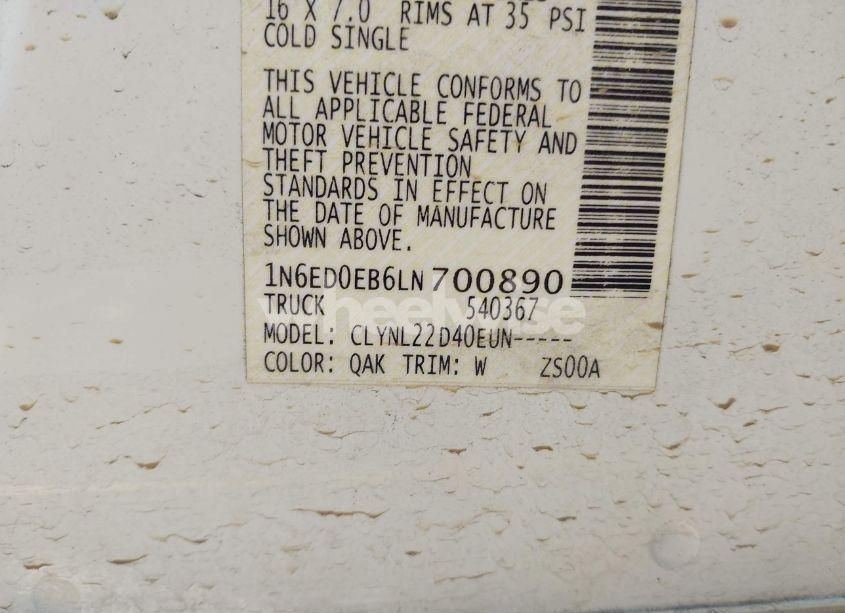 16 X 7.0 RIMS AT 35 PSI
COLD SINGLE
THIS VEHICLE CONFORMS TO
ALL APPLICABLE FEDERAL
MOTOR VEHICLE SAFETY AND
THEFT PREVENTION
STANDARDS IN EFFECT ON
THE DATE OF MANUFACTURE
SHOWN ABOVE.
1N6ED0EB6LN700890
TRUCK 540367
wheelwise
MODEL: CLYNL22D40EUN-----
COLOR: QAK TRIM: W ZS00A